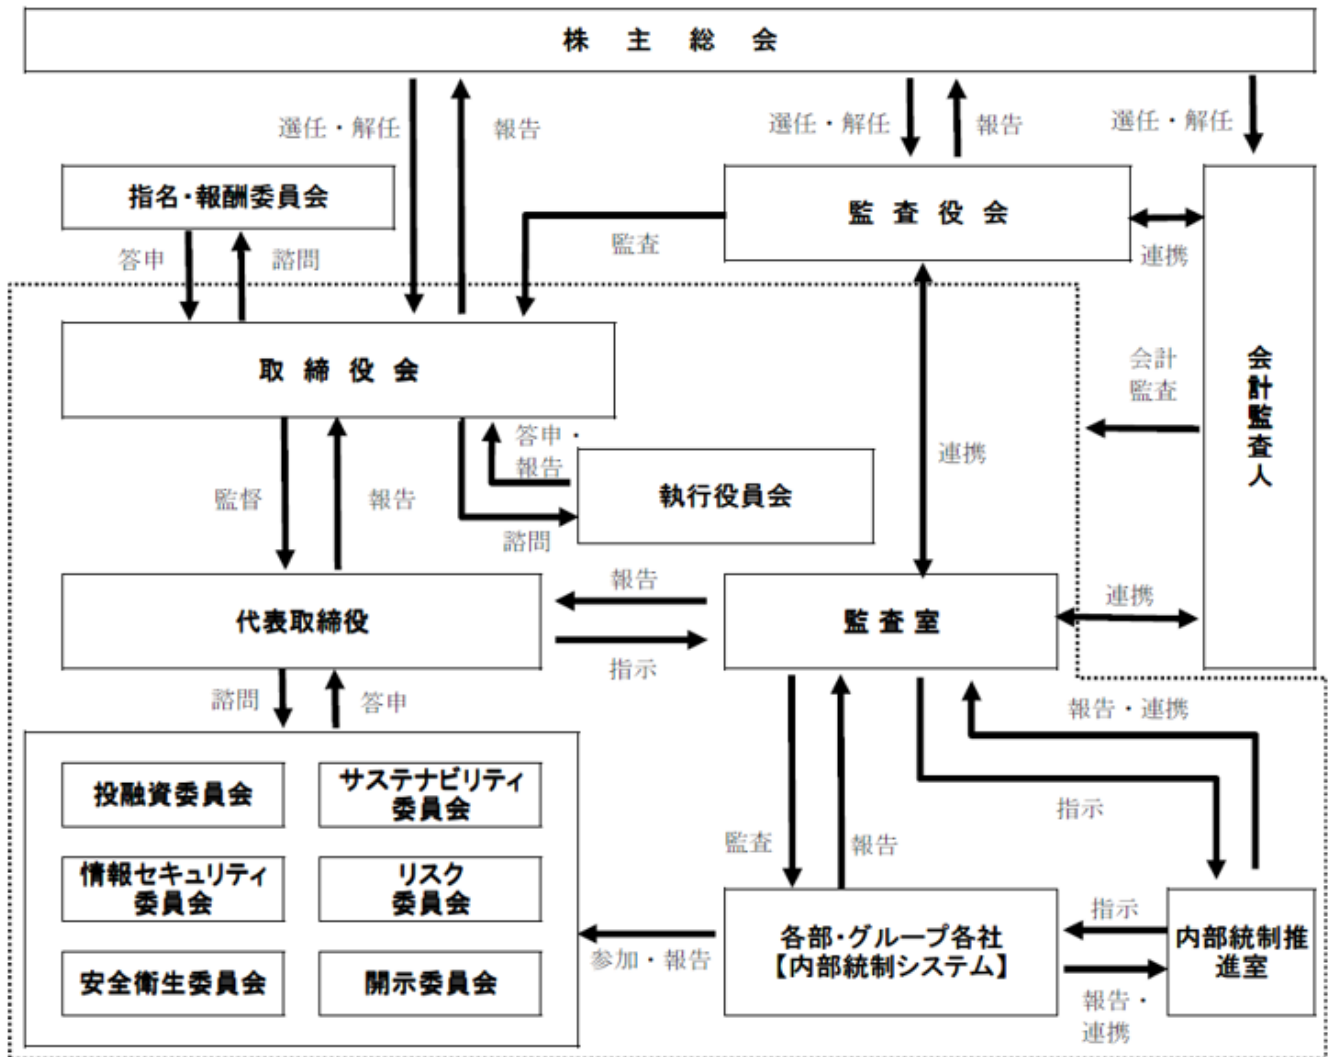 株主総会
選任・解任
報告
選任・解任
報告
選任・解任
指名・報酬委員会
監査役会
答申
諮問
監査
連携
取締役会
会計
監査
会計監査人
答申・
報告
執行役員会
連携
監督
報告
諮問
代表取締役
報告
指示
監査室
連携
諮問
答申
報告・連携
投融資委員会
サステナビリティ
委員会
指示
監査
報告
情報セキュリティ
委員会
リスク
委員会
参加・報告
各部・グループ各社
【内部統制システム】
指示
内部統制推
進室
安全衛生委員会
開示委員会
報告・
連携